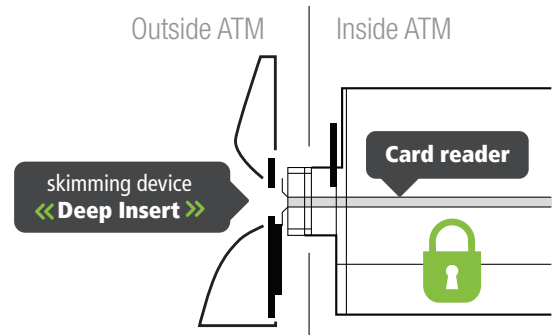 Outside ATM
Inside ATM
Card reader
skimming device
«Deep Insert»